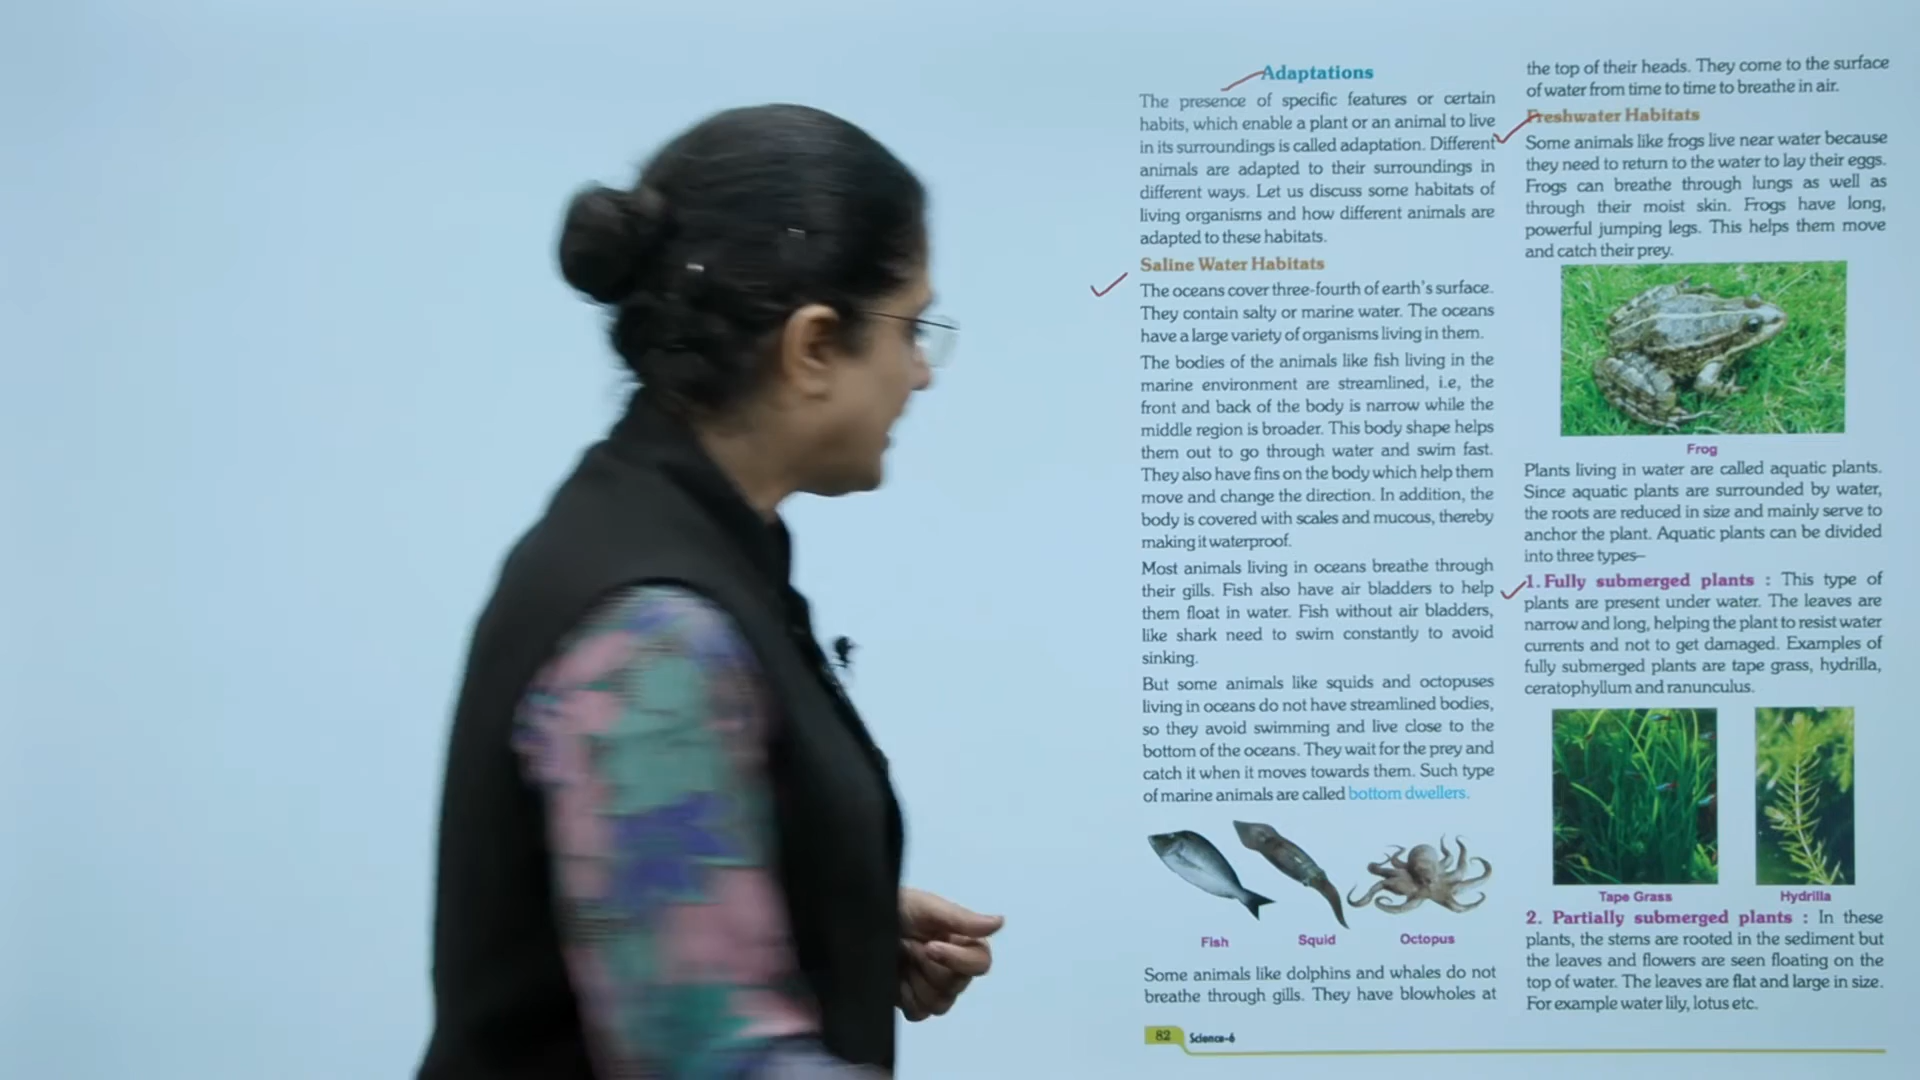 Adaptations
The presence of specific features or certain
habits, which enable a plant or an animal to live
in its surroundings is called adaptation. Different
animals are adapted to their surroundings in
different ways. Let us discuss some habitats of
living organisms and how different animals are
adapted to these habitats.
Saline Water Habitats
The oceans cover three-fourth of earth's surface.
They contain salty or marine water. The oceans
have a large variety of organisms living in them.
The bodies of the animals like fish living in the
marine environment are streamlined, i.e, the
front and back of the body is narrow while the
middle region is broader. This body shape helps
them out to go through water and swim fast.
They also have fins on the body which help them
move and change the direction. In addition, the
body is covered with scales and mucous, thereby
making it waterproof.
Most animals living in oceans breathe through
their gills. Fish also have air bladders to help
them float in water. Fish without air bladders,
like shark need to swim constantly to avoid
sinking.
But some animals like squids and octopuses
living in oceans do not have streamlined bodies,
so they avoid swimming and live close to the
bottom of the oceans. They wait for the prey and
catch it when it moves towards them. Such type
of marine animals are called bottom dwellers.
Fish Squid Octopus
Some animals like dolphins and whales do not
breathe through gills. They have blowholes at
82 Science-6
the top of their heads. They come to the surface
of water from time to time to breathe in air.
Freshwater Habitats
Some animals like frogs live near water because
they need to return to the water to lay their eggs.
Frogs can breathe through lungs as well as
through their moist skin. Frogs have long,
powerful jumping legs. This helps them move
and catch their prey.
Frog
Plants living in water are called aquatic plants.
Since aquatic plants are surrounded by water,
the roots are reduced in size and mainly serve to
anchor the plant. Aquatic plants can be divided
into three types–
1. Fully submerged plants : This type of
plants are present under water. The leaves are
narrow and long, helping the plant to resist water
currents and not to get damaged. Examples of
fully submerged plants are tape grass, hydrilla,
ceratophyllum and ranunculus.
Tape Grass Hydrilla
2. Partially submerged plants : In these
plants, the stems are rooted in the sediment but
the leaves and flowers are seen floating on the
top of water. The leaves are flat and large in size.
For example water lily, lotus etc.